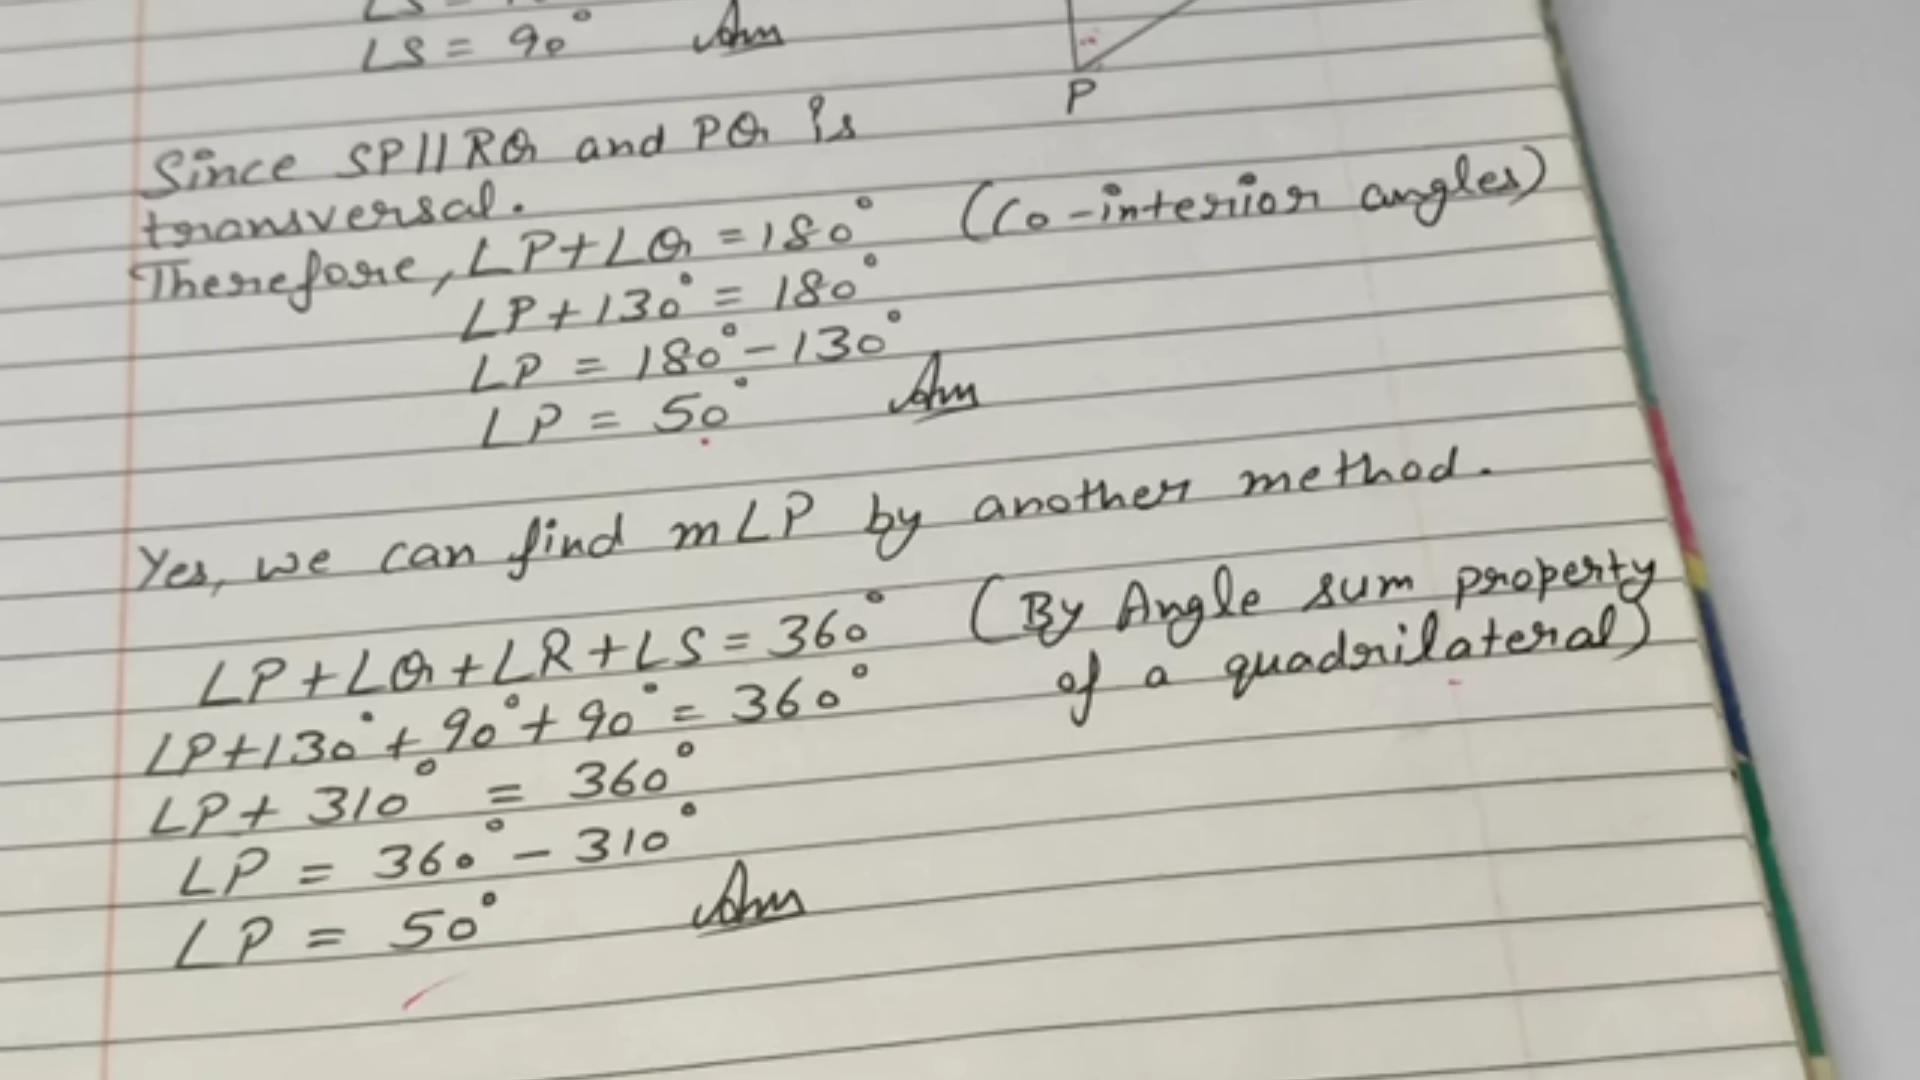 ∠S = 90° Ans
P
Since SP||RQ and PQ is
transversal.
Therefore, ∠P+∠Q = 180° (Co-interior angles)
∠P + 130° = 180°
∠P = 180° - 130°
∠P = 50° Ans
Yes, we can find m∠P by another method.
∠P + ∠Q + ∠R + ∠S = 360° (By Angle sum property
of a quadrilateral)
∠P + 130° + 90° + 90° = 360°
∠P + 310° = 360°
∠P = 360° - 310°
∠P = 50° Ans